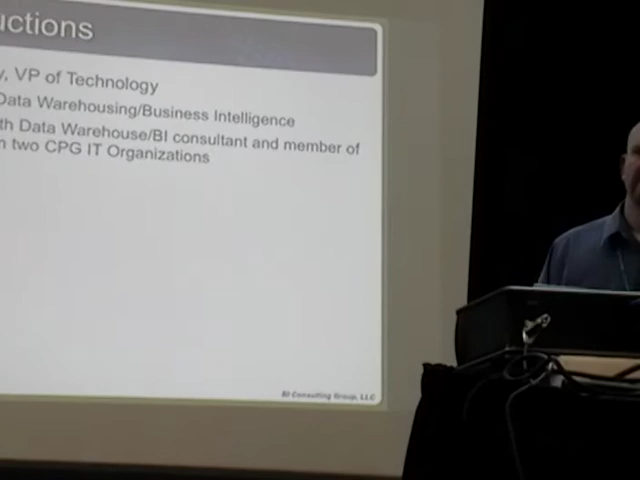 uctions
y, VP of Technology
Data Warehousing/Business Intelligence
th Data Warehouse/BI consultant and member of
n two CPG IT Organizations
BI Consulting Group, LLC